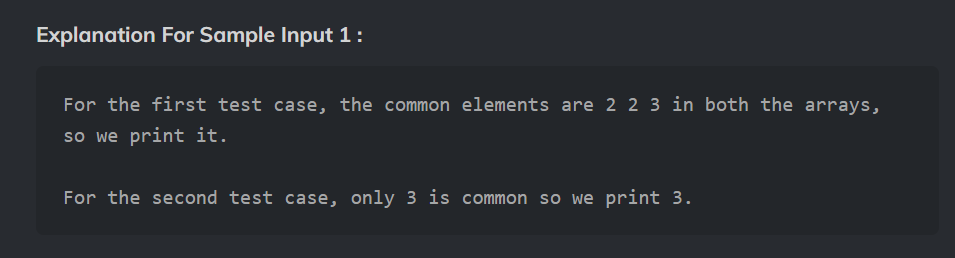 Explanation For Sample Input 1 :
For the first test case, the common elements are 2 2 3 in both the arrays,
so we print it.
For the second test case, only 3 is common so we print 3.